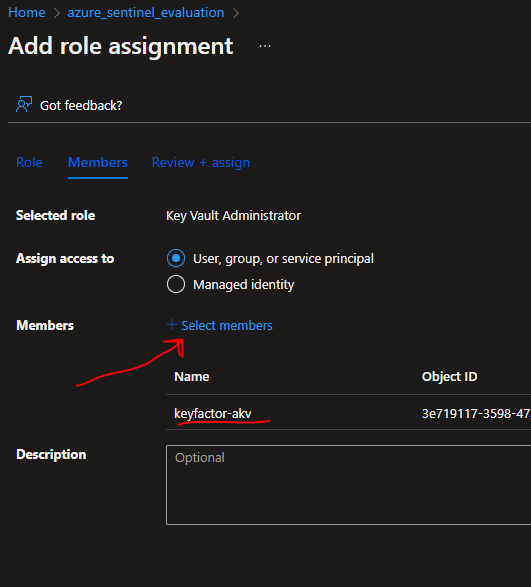 Home > azure_sentinel_evaluation >
Add role assignment ...
Got feedback?
Role Members Review + assign
Selected role Key Vault Administrator
Assign access to User, group, or service principal
Managed identity
Members + Select members
Name Object ID
keyfactor-akv 3e719117-3598-47
Description Optional